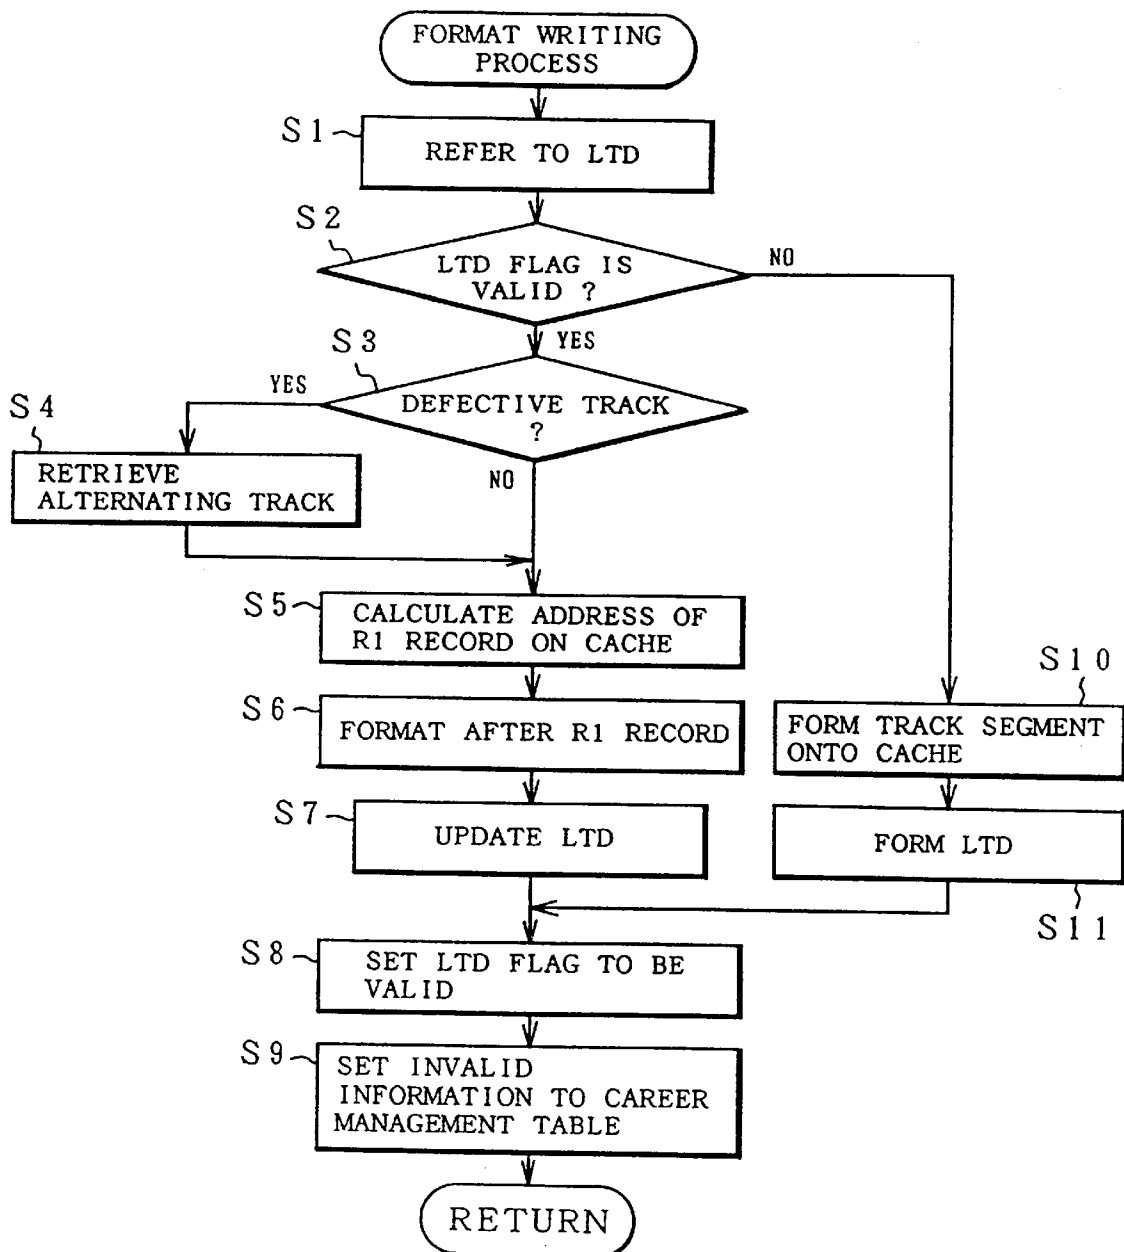 FORMAT WRITING
PROCESS
S1
REFER TO LTD
S2
LTD FLAG IS
VALID ?
NO
YES
S3
DEFECTIVE TRACK
?
YES
NO
S4
RETRIEVE
ALTERNATING TRACK
S5
CALCULATE ADDRESS OF
R1 RECORD ON CACHE
S6
FORMAT AFTER R1 RECORD
S10
FORM TRACK SEGMENT
ONTO CACHE
S7
UPDATE LTD
FORM LTD
S11
S8
SET LTD FLAG TO BE
VALID
S9
SET INVALID
INFORMATION TO CAREER
MANAGEMENT TABLE
RETURN